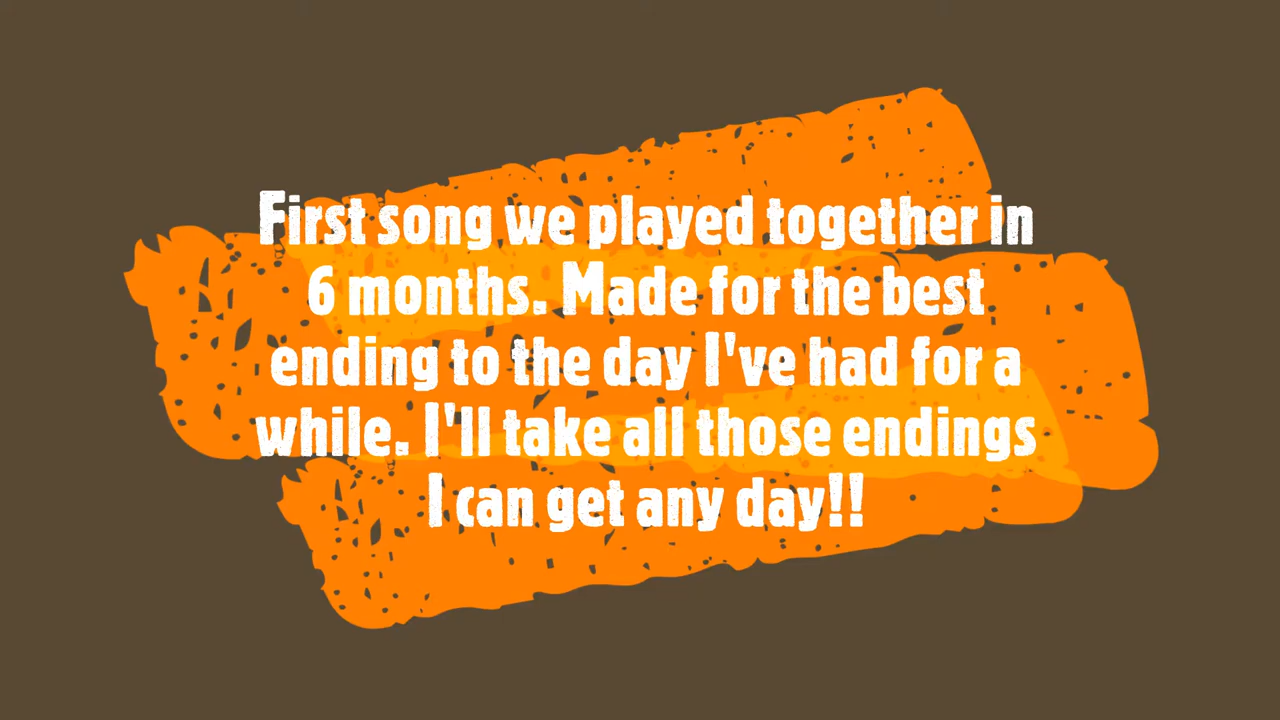 First song we played together in
6 months. Made for the best
ending to the day I've had for a
while. I'll take all those endings
I can get any day!!